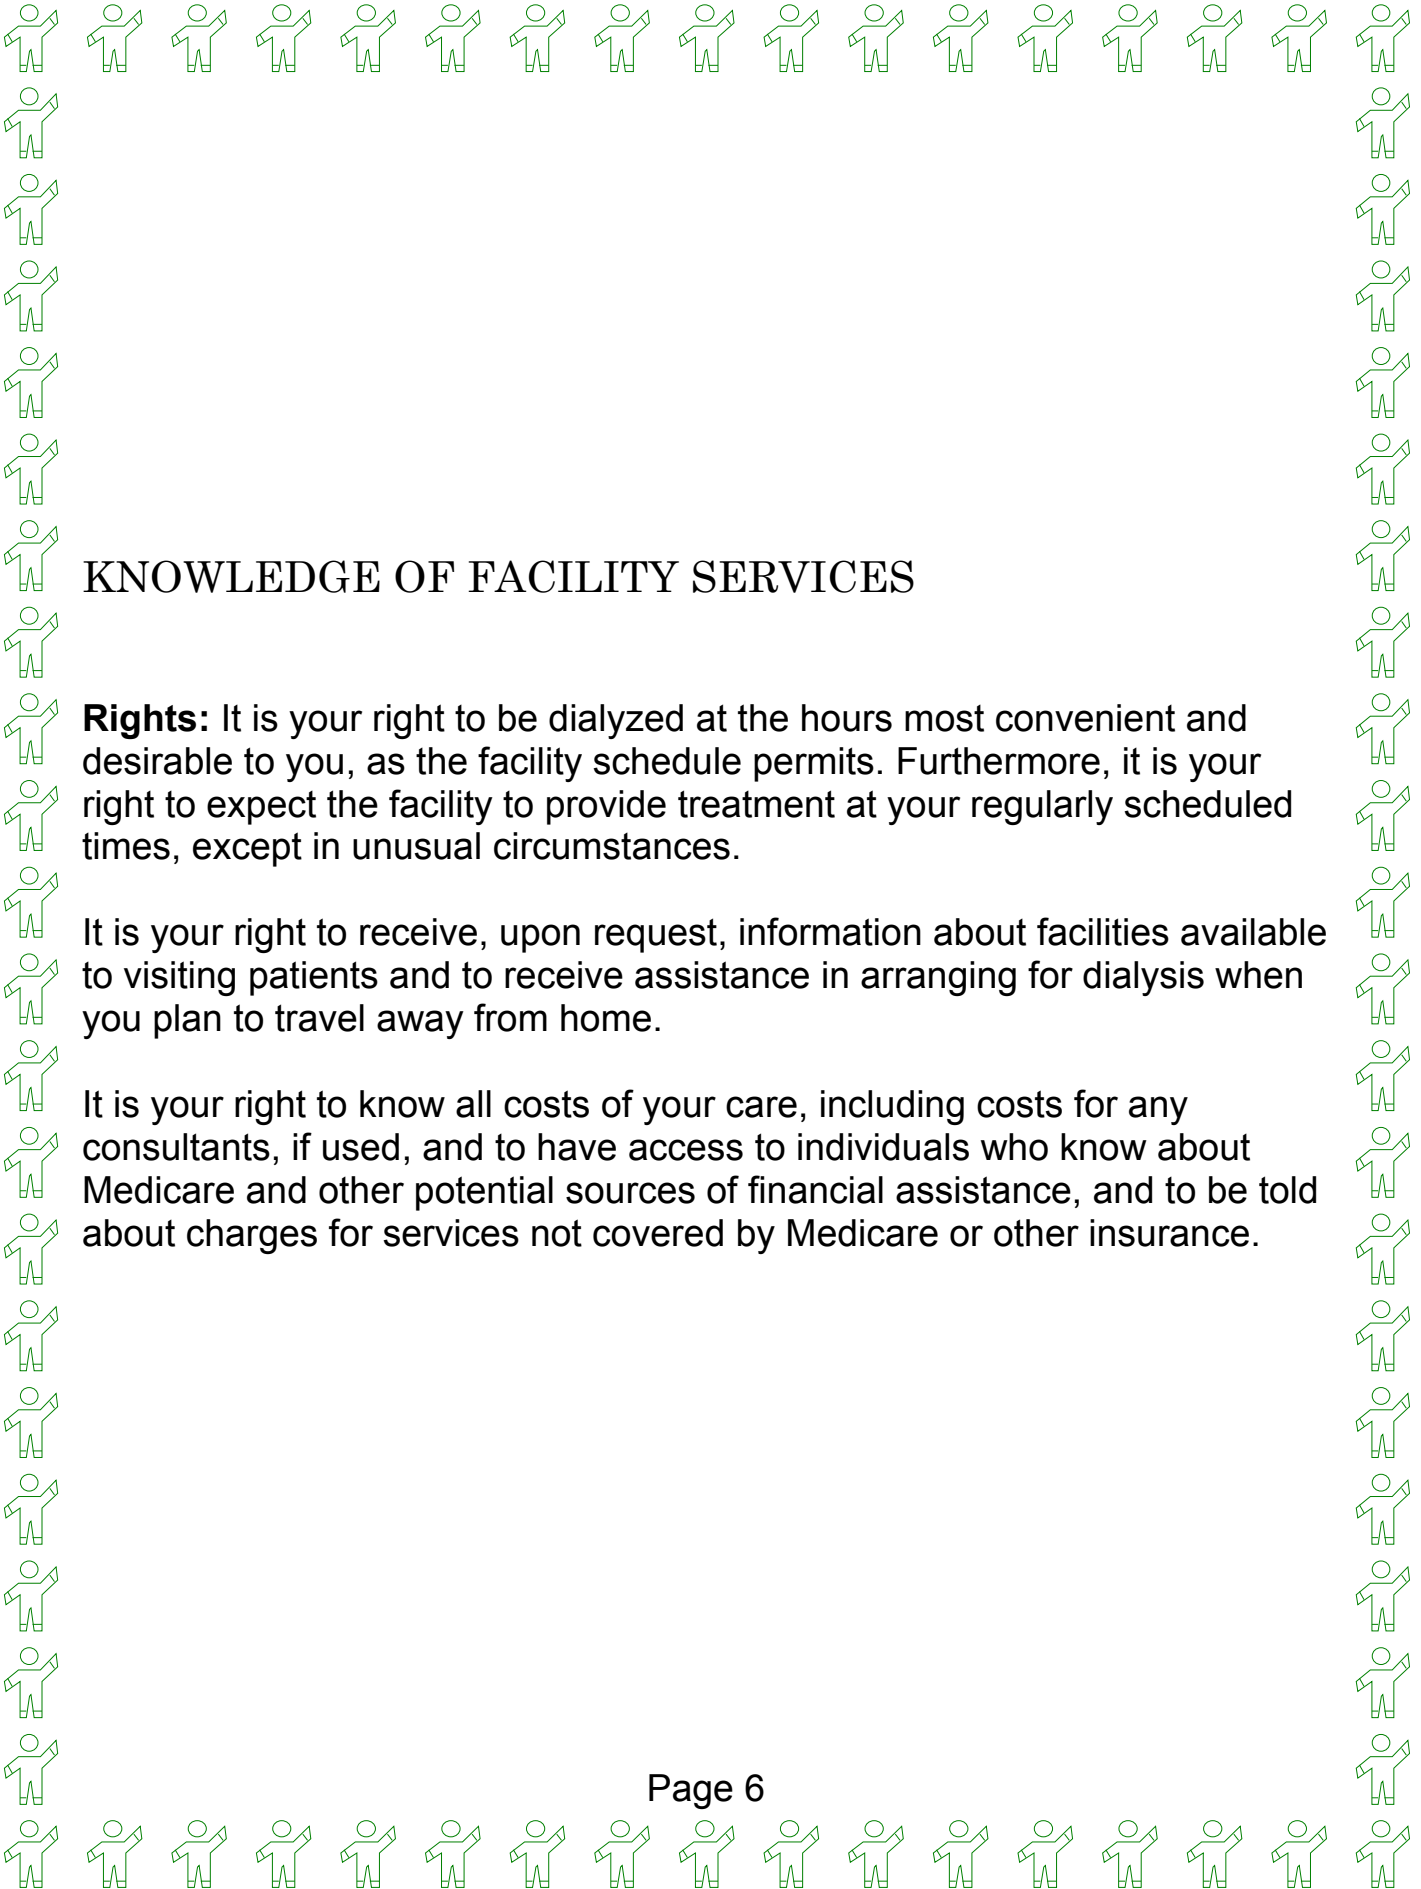 KNOWLEDGE OF FACILITY SERVICES
Rights: It is your right to be dialyzed at the hours most convenient and
desirable to you, as the facility schedule permits. Furthermore, it is your
right to expect the facility to provide treatment at your regularly scheduled
times, except in unusual circumstances.
It is your right to receive, upon request, information about facilities available
to visiting patients and to receive assistance in arranging for dialysis when
you plan to travel away from home.
It is your right to know all costs of your care, including costs for any
consultants, if used, and to have access to individuals who know about
Medicare and other potential sources of financial assistance, and to be told
about charges for services not covered by Medicare or other insurance.
Page 6